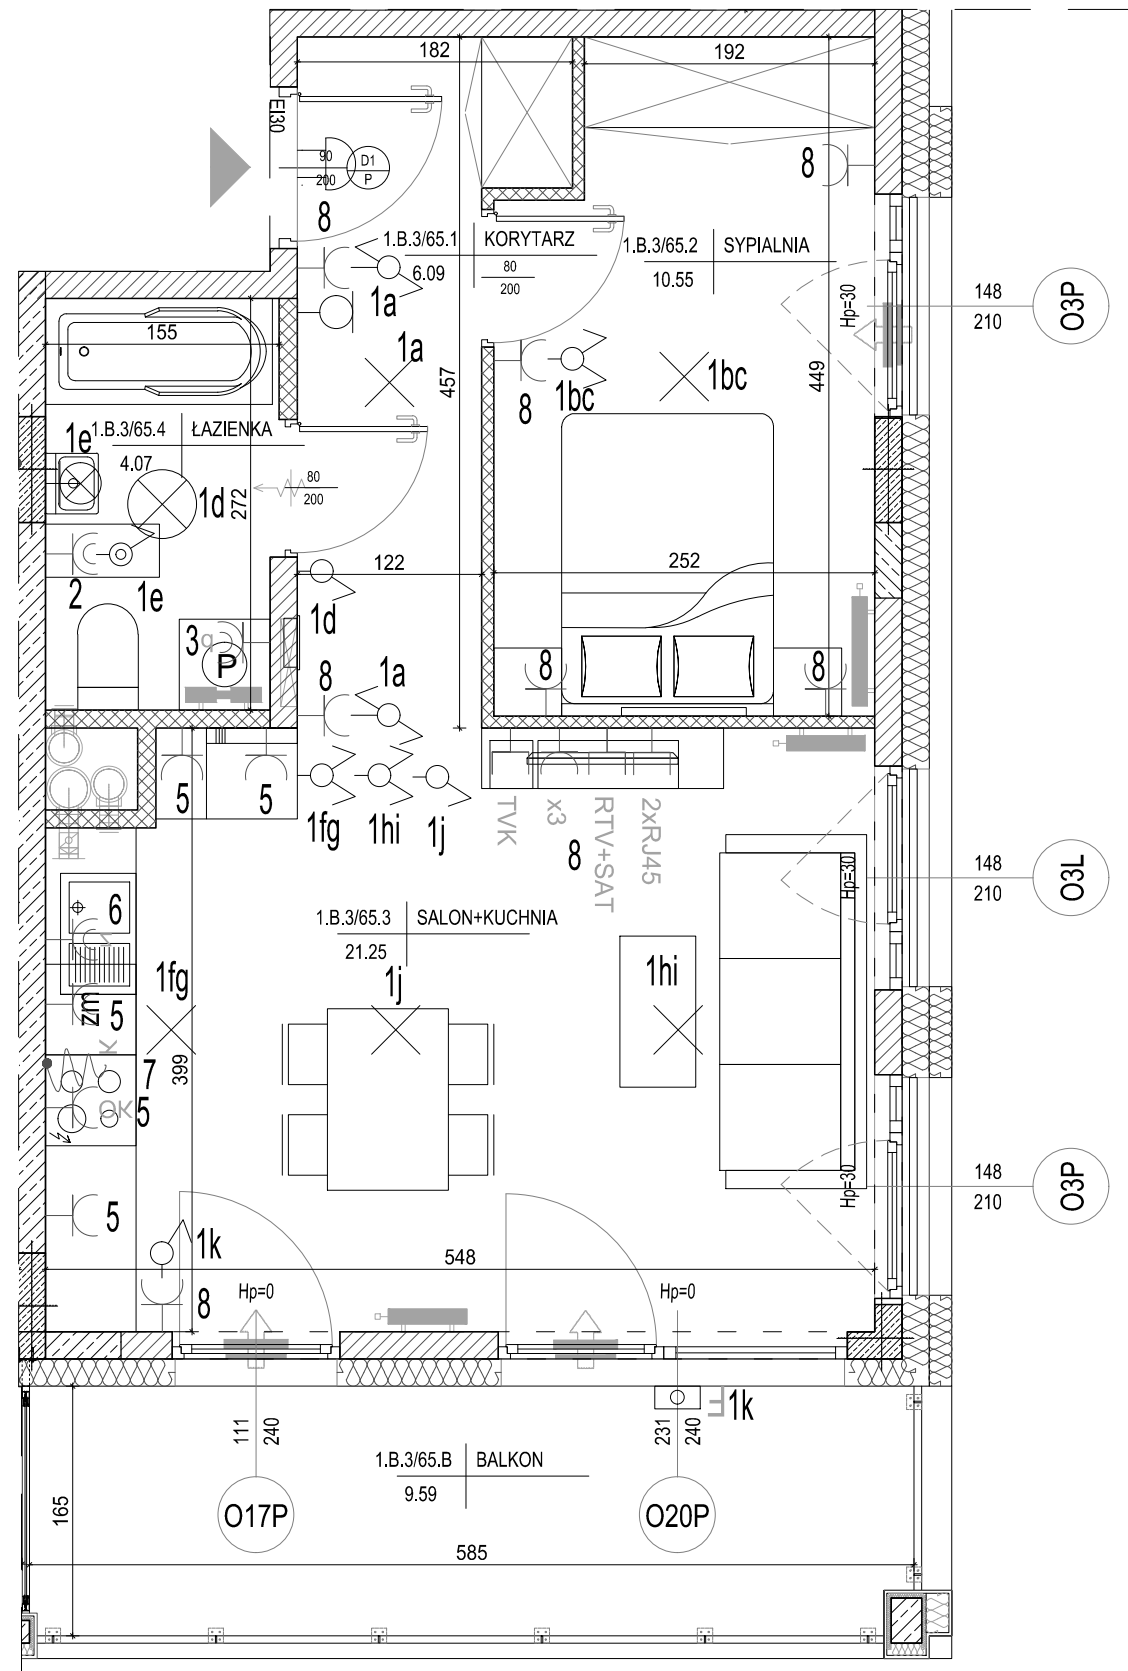 182
192
EI30
90
200
D1
P
8
8
1.B.3/65.1 KORYTARZ
6.09
80
200
1.B.3/65.2 SYPIALNIA
10.55
Hp=30
148
210
O3P
155
1a
1a
457
8
1bc
1bc
449
1e
1.B.3/65.4 ŁAZIENKA
4.07
1d
272
80
200
2
1e
122
252
1d
3
P
8
1a
8
8
5
5
1fg
1hi
1j
TVK
x3
RTV+SAT
2xRJ45
8
Hp=30
148
210
O3L
6
1.B.3/65.3 SALON+KUCHNIA
21.25
1fg
1j
1hi
zm
5
399
7
OK
5
Hp=30
148
210
O3P
5
1k
8
548
Hp=0
Hp=0
111
240
231
240
1k
1.B.3/65.B BALKON
9.59
O17P
O20P
165
585